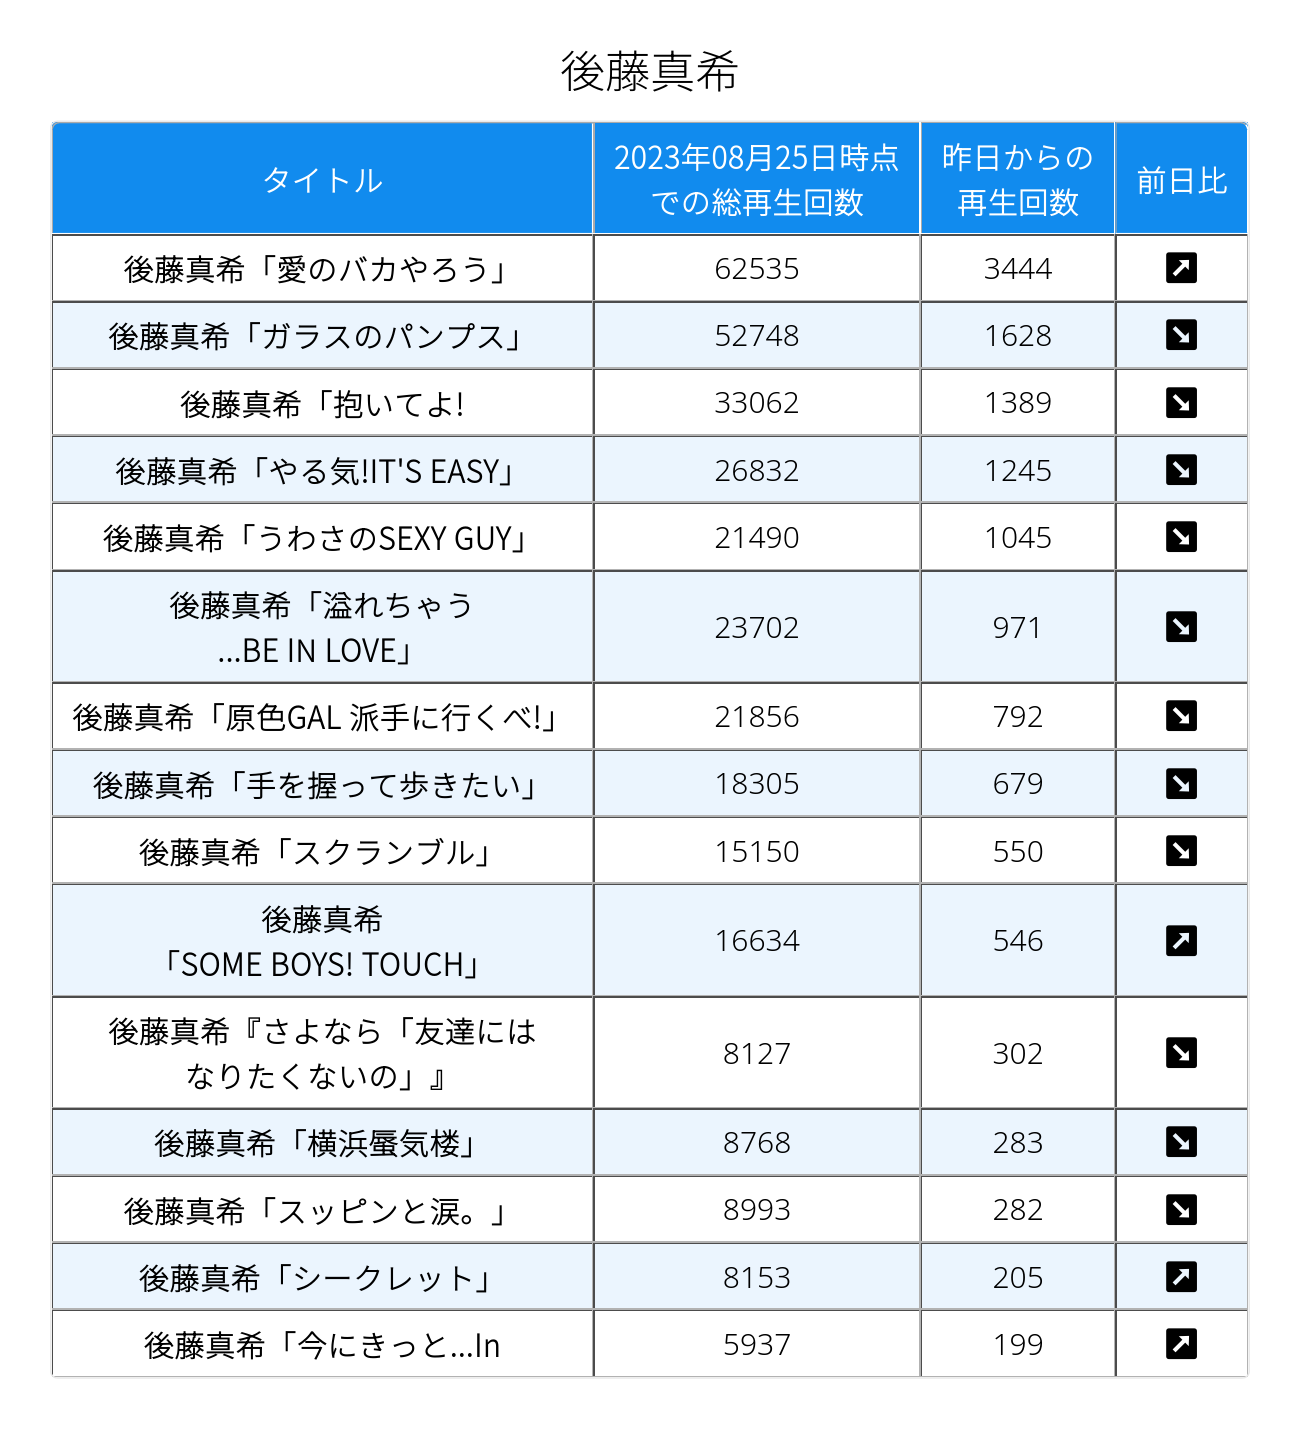 後藤真希
タイトル
2023年08月25日時点
での総再生回数
昨日からの
再生回数
前日比
後藤真希「愛のバカやろう」 62535 3444 ↗
後藤真希「ガラスのパンプス」 52748 1628 ↘
後藤真希「抱いてよ! 33062 1389 ↘
後藤真希「やる気!IT'S EASY」 26832 1245 ↘
後藤真希「うわさのSEXY GUY」 21490 1045 ↘
後藤真希「溢れちゃう
...BE IN LOVE」 23702 971 ↘
後藤真希「原色GAL 派手に行くべ!」 21856 792 ↘
後藤真希「手を握って歩きたい」 18305 679 ↘
後藤真希「スクランブル」 15150 550 ↘
後藤真希
「SOME BOYS! TOUCH」 16634 546 ↗
後藤真希『さよなら「友達には
なりたくないの」』 8127 302 ↘
後藤真希「横浜蜃気楼」 8768 283 ↘
後藤真希「スッピンと涙。」 8993 282 ↘
後藤真希「シークレット」 8153 205 ↗
後藤真希「今にきっと...In 5937 199 ↗